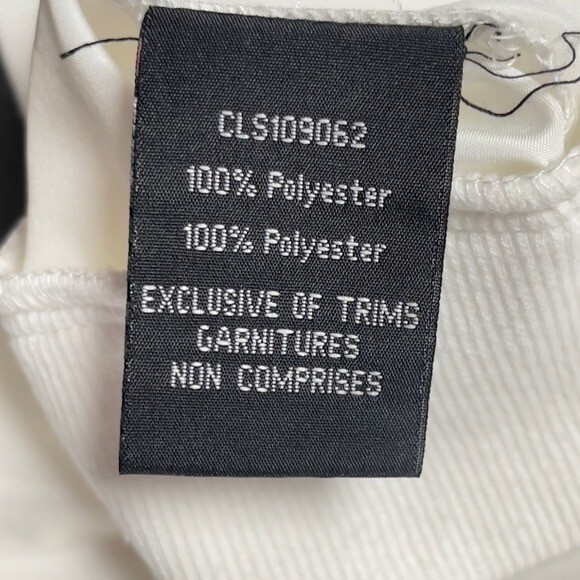 CLS109062
100% Polyester
100% Polyester
EXCLUSIVE OF TRIMS
GARNITURES
NON COMPRISES